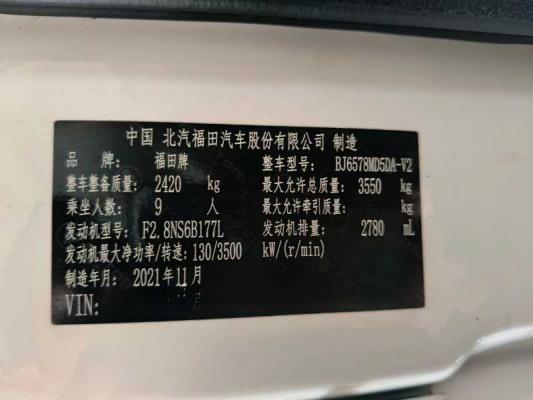 中国 北汽福田汽车股份有限公司 制造
品 牌: 福田牌 整车型号: BJ6578MD5DA-V2
整车整备质量: 2420 kg 最大允许总质量: 3550 kg
乘坐人数: 9 人 最大允许牵引质量: kg
发动机型号: F2.8NS6B177L 发动机排量: 2780 mL
发动机最大净功率/转速: 130/3500 kW/(r/min)
制造年月: 2021年11月
VIN: